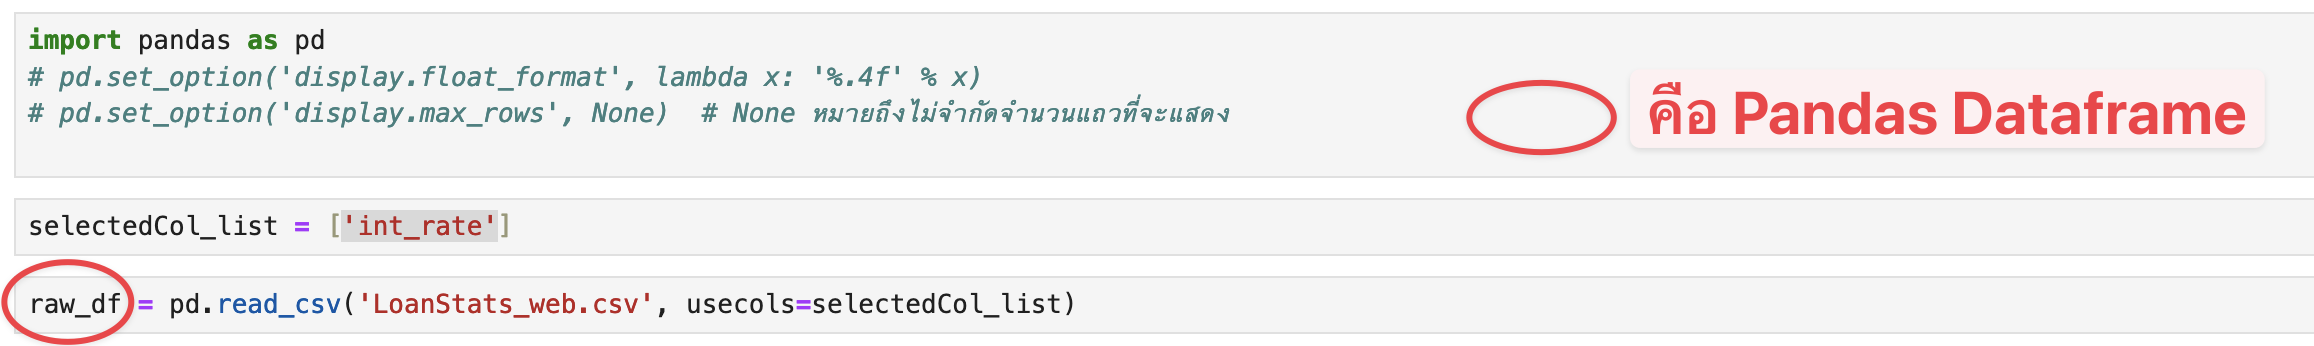 import pandas as pd
# pd.set_option('display.float_format', lambda x: '%.4f' % x)
# pd.set_option('display.max_rows', None)  # None หมายถึงไม่จำกัดจำนวนแถวที่จะแสดง
คือ Pandas Dataframe
selectedCol_list = ['int_rate']
raw_df = pd.read_csv('LoanStats_web.csv', usecols=selectedCol_list)